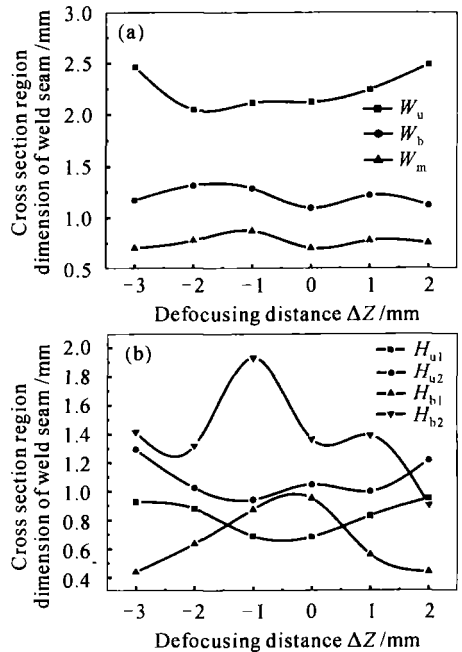 (a)
3.0
2.5
2.0
1.5
1.0
0.5
Cross section region
dimension of weld seam /mm
W_u
W_b
W_m
-3 -2 -1 0 1 2
Defocusing distance ΔZ/mm
(b)
2.0
1.8
1.6
1.4
1.2
1.0
0.8
0.6
0.4
Cross section region
dimension of weld seam /mm
H_u1
H_u2
H_b1
H_b2
-3 -2 -1 0 1 2
Defocusing distance ΔZ/mm